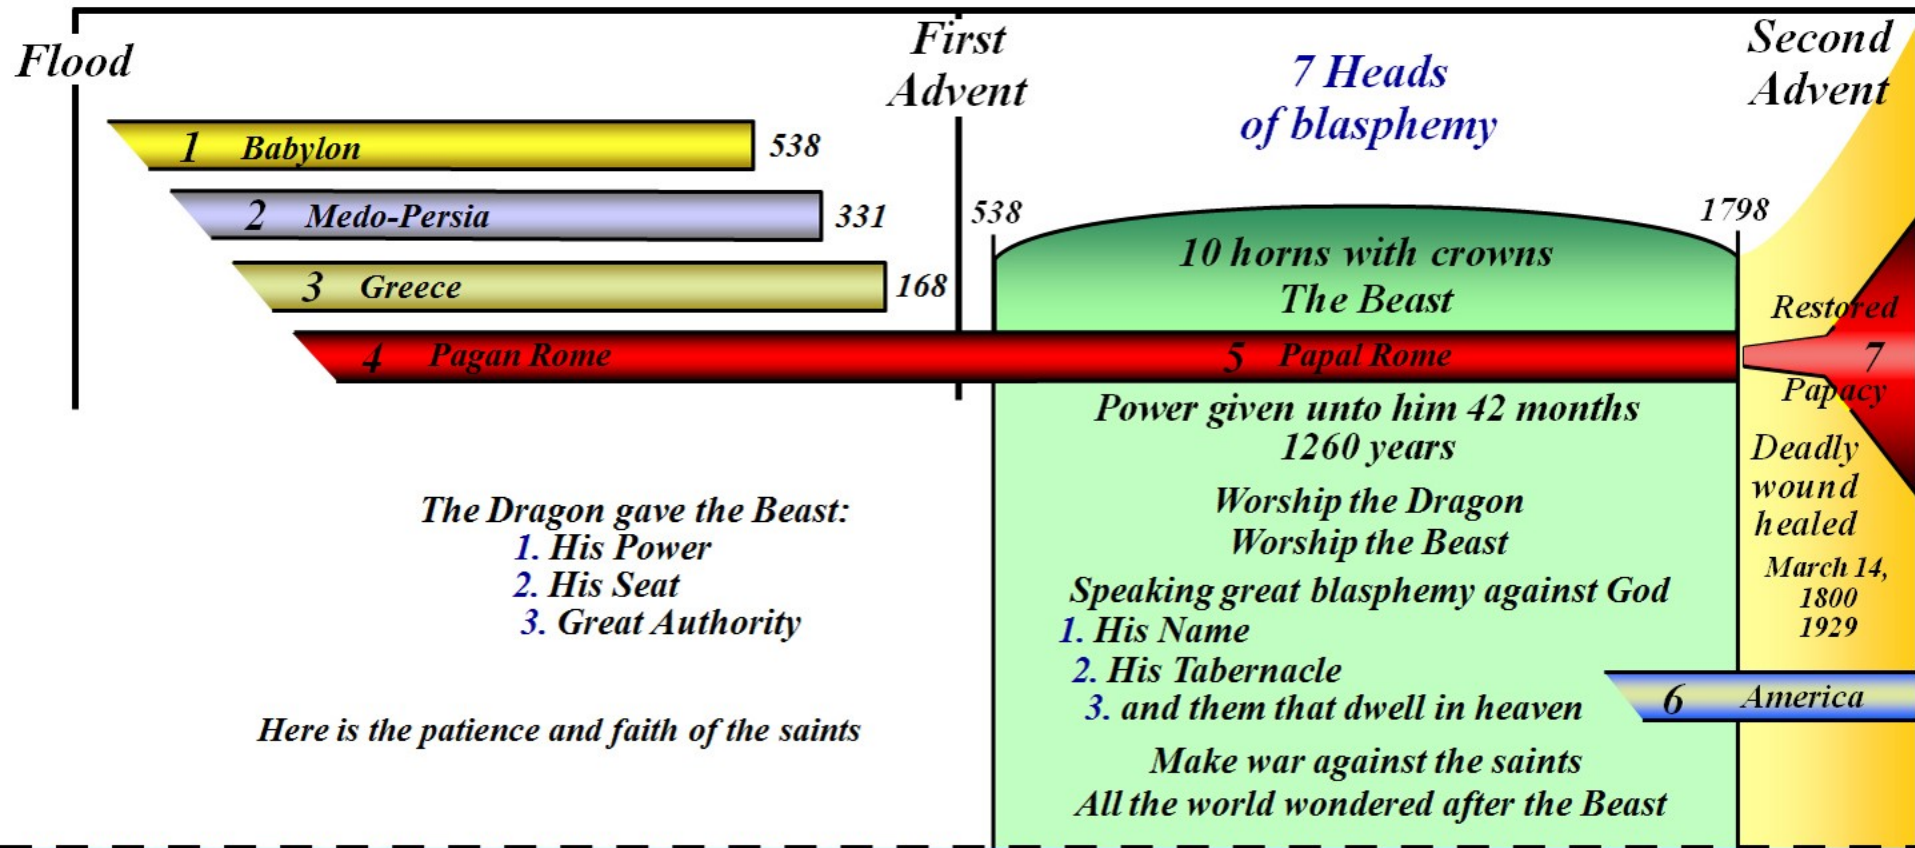 Flood
First
Advent
7 Heads
of blasphemy
Second
Advent
1 Babylon
538
2 Medo-Persia
331
3 Greece
168
538
1798
10 horns with crowns
The Beast
4 Pagan Rome
5 Papal Rome
Restored
7
Papacy
Power given unto him 42 months
1260 years
Deadly
wound
healed
March 14,
1800
1929
The Dragon gave the Beast:
1. His Power
2. His Seat
3. Great Authority
Worship the Dragon
Worship the Beast
Speaking great blasphemy against God
1. His Name
2. His Tabernacle
3. and them that dwell in heaven
6 America
Here is the patience and faith of the saints
Make war against the saints
All the world wondered after the Beast